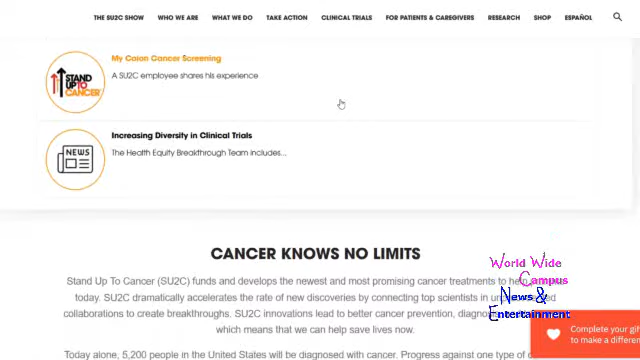 THE SU2C SHOW WHO WE ARE WHAT WE DO TAKE ACTION CLINICAL TRIALS FOR PATIENTS & CAREGIVERS RESEARCH SHOP ESPAÑOL
My Colon Cancer Screening
A SU2C employee shares his experience
STAND
UP TO
CANCER
Increasing Diversity in Clinical Trials
The Health Equity Breakthrough Team includes...
NEWS
CANCER KNOWS NO LIMITS
Stand Up To Cancer (SU2C) funds and develops the newest and most promising cancer treatments to help
today. SU2C dramatically accelerates the rate of new discoveries by connecting top scientists in
collaborations to create breakthroughs. SU2C innovations lead to better cancer prevention,
which means that we can help save lives now.
Today alone, 5,200 people in the United States will be diagnosed with cancer. Progress against one type of
World Wide
Campus
News &
Entertainment
Complete your gif
to make a differe